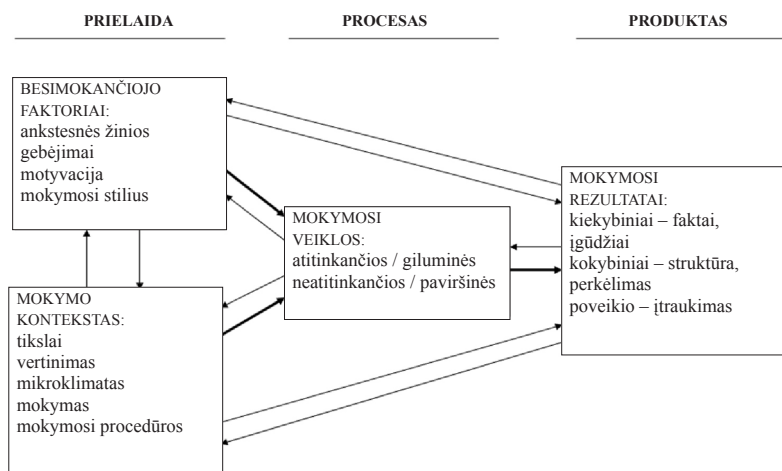 PRIELAIDA
PROCESAS
PRODUKTAS
BESIMOKANČIOJO
FAKTORIAI:
ankstesnės žinios
gebėjimai
motyvacija
mokymosi stilius
MOKYMO
KONTEKSTAS:
tikslai
vertinimas
mikroklimatas
mokymas
mokymosi procedūros
MOKYMOSI
VEIKLOS:
atitinkančios / giluminės
neatitinkančios / paviršinės
MOKYMOSI
REZULTATAI:
kiekybiniai – faktai,
įgūdžiai
kokybiniai – struktūra,
perkėlimas
poveikio – įtraukimas